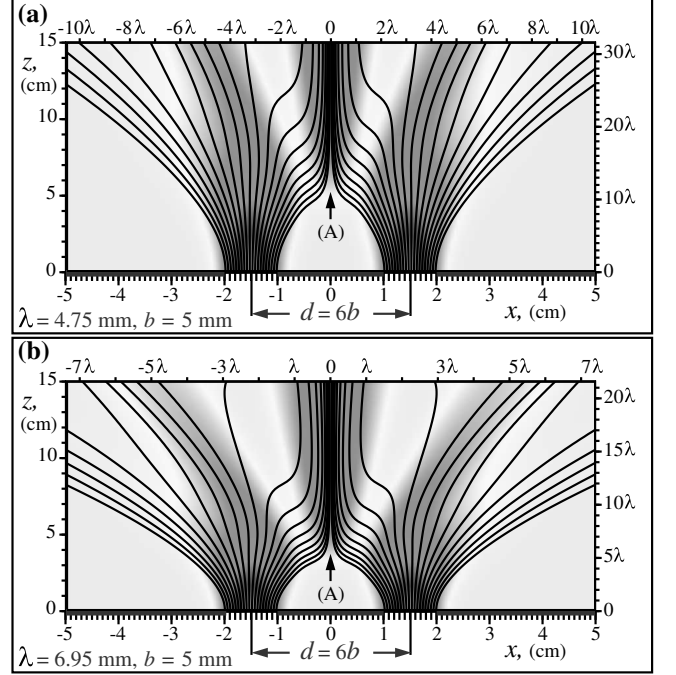 (a)
-10λ -8λ -6λ -4λ -2λ 0 2λ 4λ 6λ 8λ 10λ
15 30λ
z,
(cm)
10 20λ
5 10λ
(A)
0 0
-5 -4 -3 -2 -1 0 1 2 3 4 5
d = 6b x, (cm)
λ = 4.75 mm, b = 5 mm
(b)
-7λ -5λ -3λ -λ 0 λ 3λ 5λ 7λ
15 20λ
z,
(cm)
15λ
10 10λ
5 5λ
(A)
0 0
-5 -4 -3 -2 -1 0 1 2 3 4 5
d = 6b x, (cm)
λ = 6.95 mm, b = 5 mm